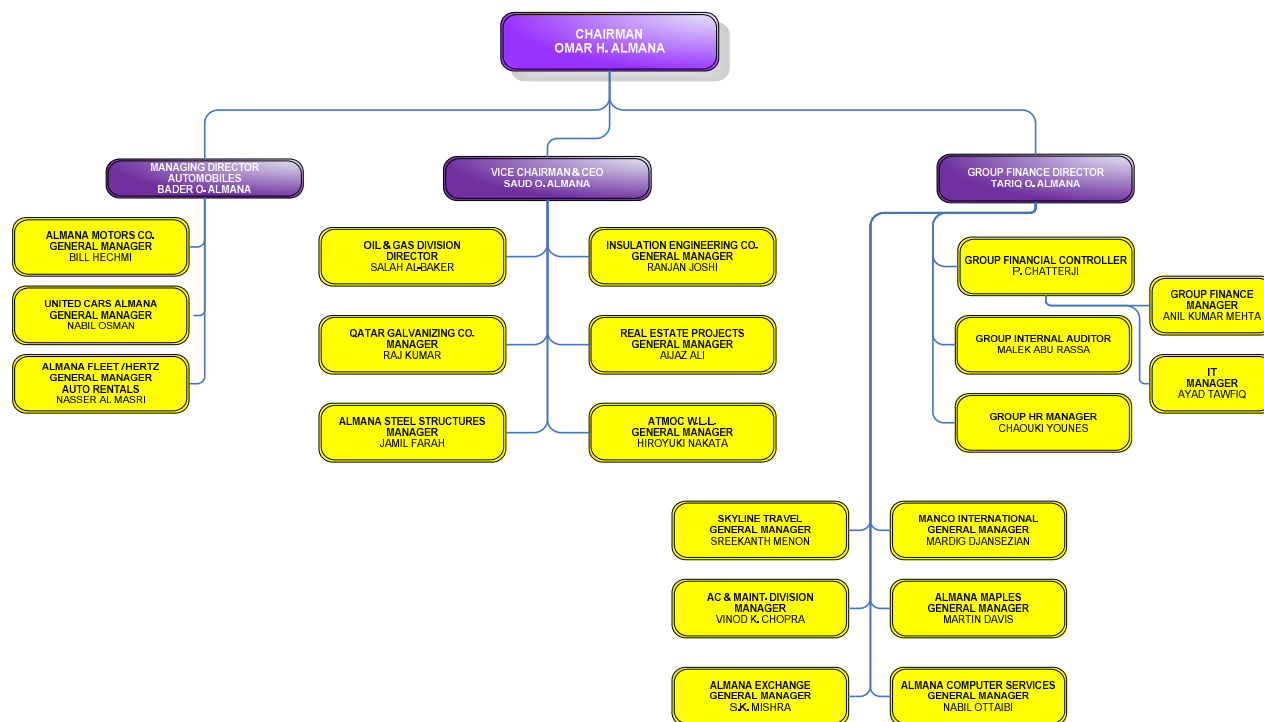 CHAIRMAN
OMAR H. ALMANA
MANAGING DIRECTOR
AUTOMOBILES
BADER O. ALMANA
VICE CHAIRMAN & CEO
SAUD O. ALMANA
GROUP FINANCE DIRECTOR
TARIQ O. ALMANA
ALMANA MOTORS CO.
GENERAL MANAGER
BILL HECHMI
UNITED CARS ALMANA
GENERAL MANAGER
NABIL OSMAN
ALMANA FLEET /HERTZ
GENERAL MANAGER
AUTO RENTALS
NASSER AL MASRI
OIL & GAS DIVISION
DIRECTOR
SALAH AL-BAKER
INSULATION ENGINEERING CO.
GENERAL MANAGER
RANJAN JOSHI
QATAR GALVANIZING CO.
MANAGER
RAJ KUMAR
REAL ESTATE PROJECTS
GENERAL MANAGER
AIJAZ ALI
ALMANA STEEL STRUCTURES
MANAGER
JAMIL FARAH
ATMOC W.L.L.
GENERAL MANAGER
HIROYUKI NAKATA
GROUP FINANCIAL CONTROLLER
P. CHATTERJI
GROUP FINANCE
MANAGER
ANIL KUMAR MEHTA
GROUP INTERNAL AUDITOR
MALEK ABU RASSA
IT
MANAGER
AYAD TAWFIQ
GROUP HR MANAGER
CHAOUKI YOUNES
SKYLINE TRAVEL
GENERAL MANAGER
SREEKANTH MENON
MANCO INTERNATIONAL
GENERAL MANAGER
MARDIG DJANSEZIAN
AC & MAINT. DIVISION
MANAGER
VINOD K. CHOPRA
ALMANA MAPLES
GENERAL MANAGER
MARTIN DAVIS
ALMANA EXCHANGE
GENERAL MANAGER
S.K. MISHRA
ALMANA COMPUTER SERVICES
GENERAL MANAGER
NABIL OTTAIBI